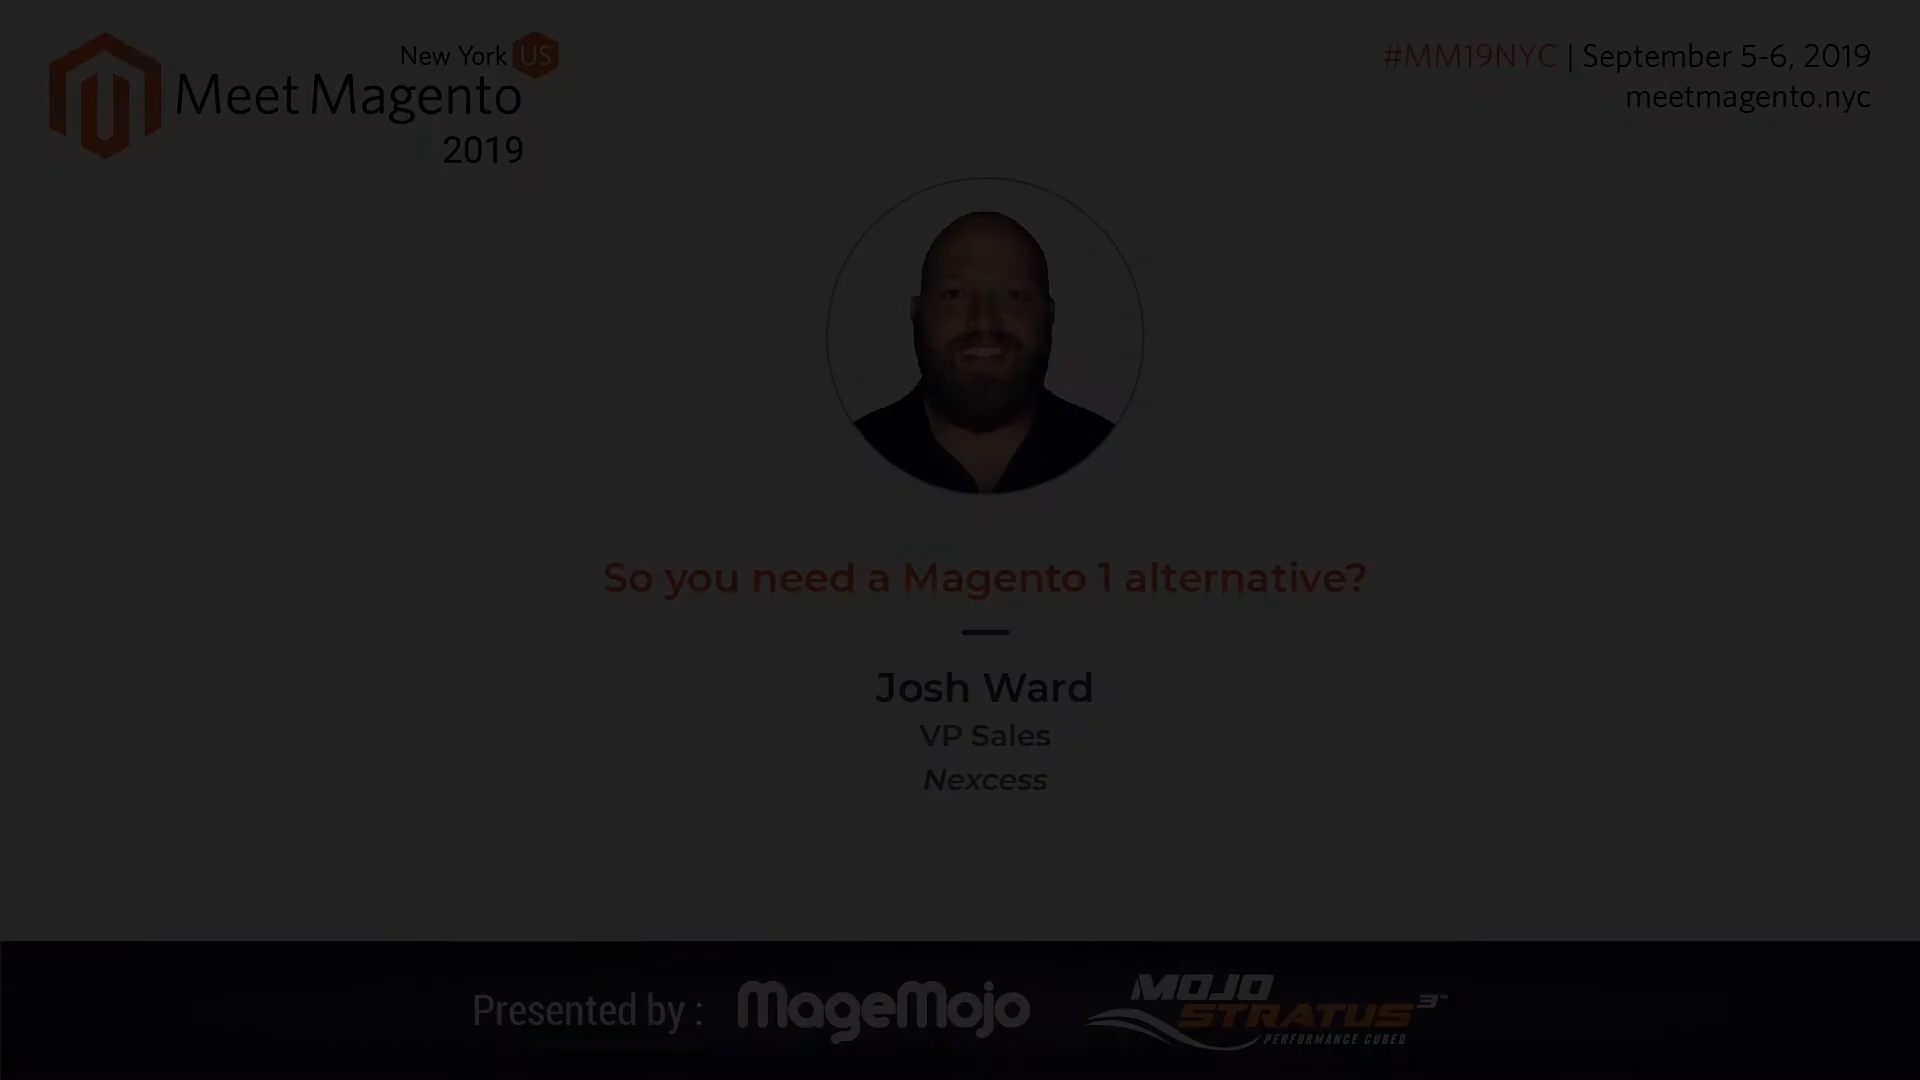 New York US
Meet Magento
2019
#MM19NYC | September 5-6, 2019
meetmagento.nyc
So you need a Magento 1 alternative?
Josh Ward
VP Sales
Nexcess
Presented by : MageMojo MOJO STRATUS 3™
PERFORMANCE CUBED